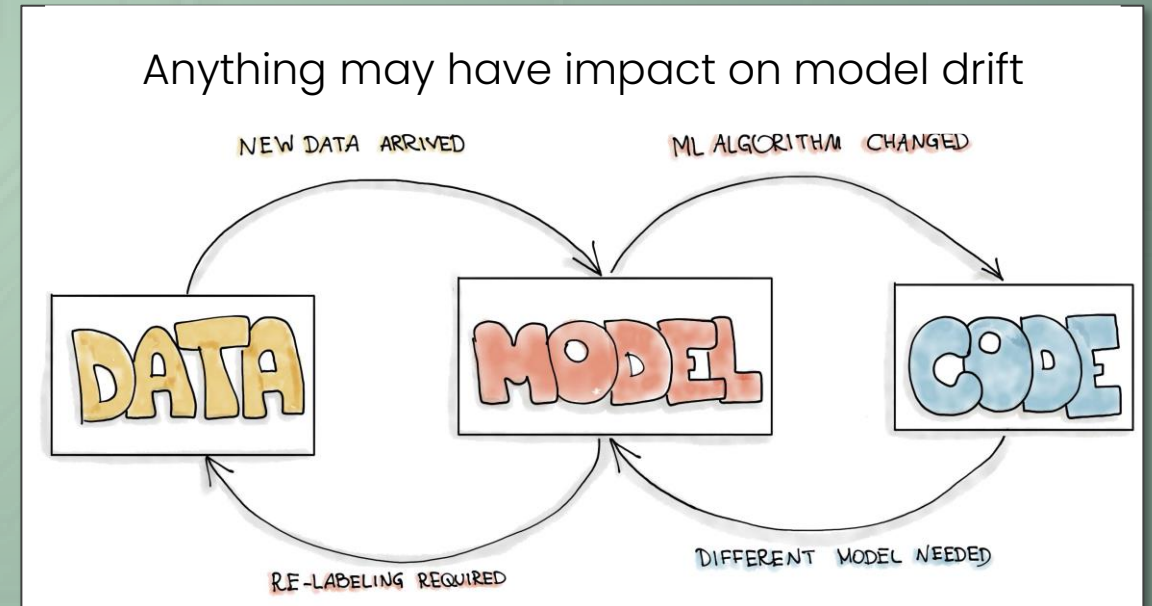 Anything may have impact on model drift
NEW DATA ARRIVED
ML ALGORITHM CHANGED
DATA
MODEL
CODE
RE-LABELING REQUIRED
DIFFERENT MODEL NEEDED